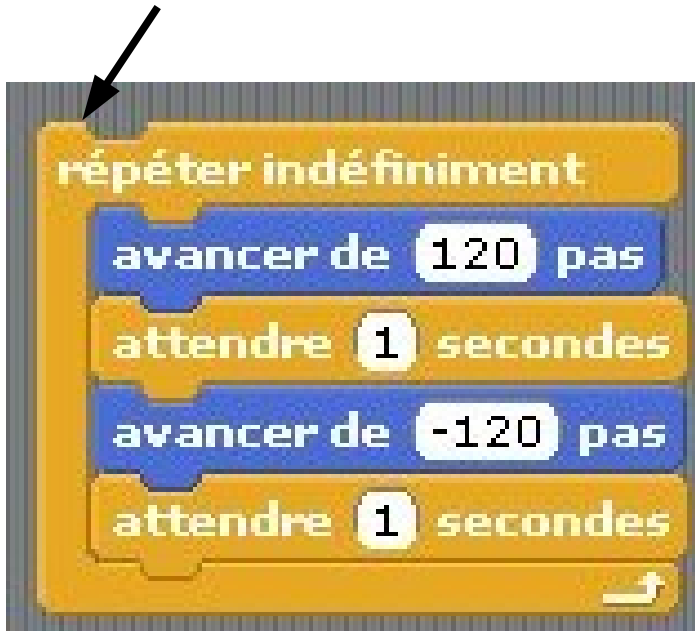 répéter indéfiniment
avancer de 120 pas
attendre 1 secondes
avancer de -120 pas
attendre 1 secondes